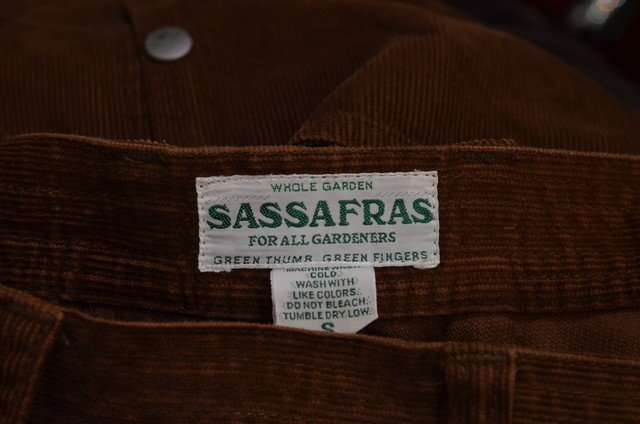 WHOLE GARDEN
SASSAFRAS
FOR ALL GARDENERS
GREEN THUMB GREEN FINGERS
MACHINE WASH
COLD.
WASH WITH
LIKE COLORS.
DO NOT BLEACH.
TUMBLE DRY LOW.
S